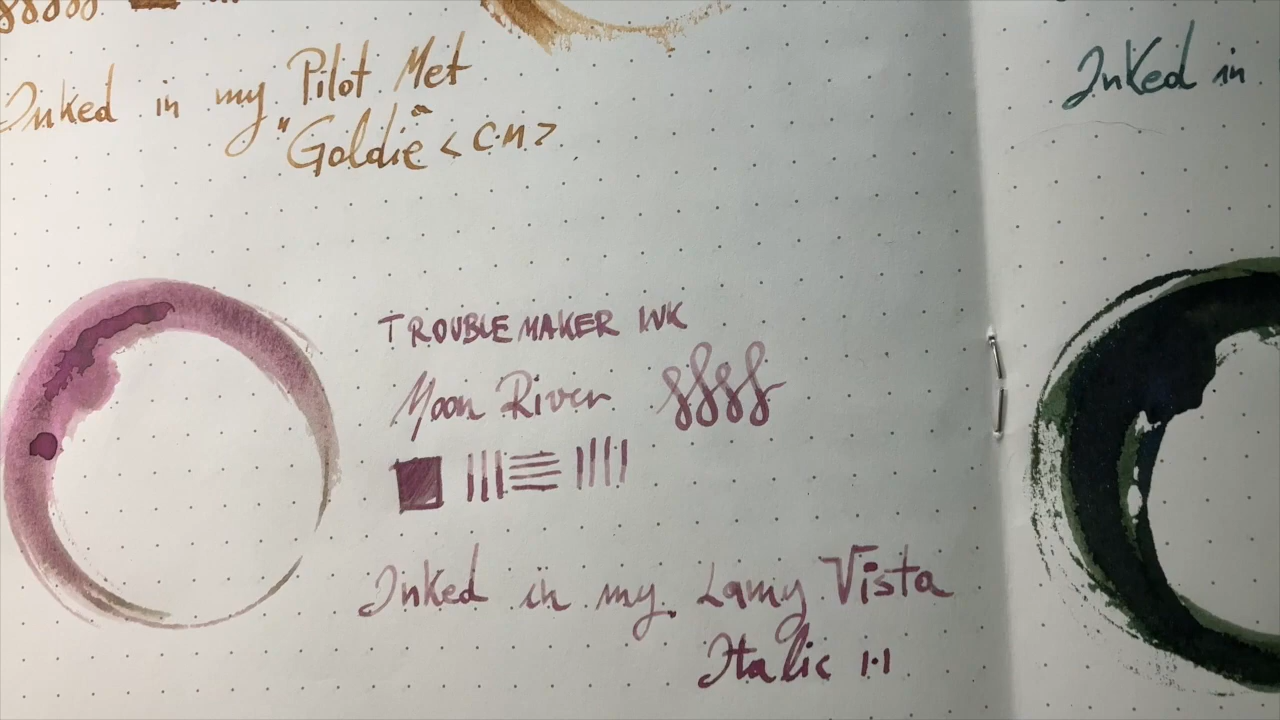 Inked in my Pilot Met
"Goldie" <CM>
TROUBLEMAKER INK
Moon River
Inked in my Lamy Vista
Italic 1.1
Inked in